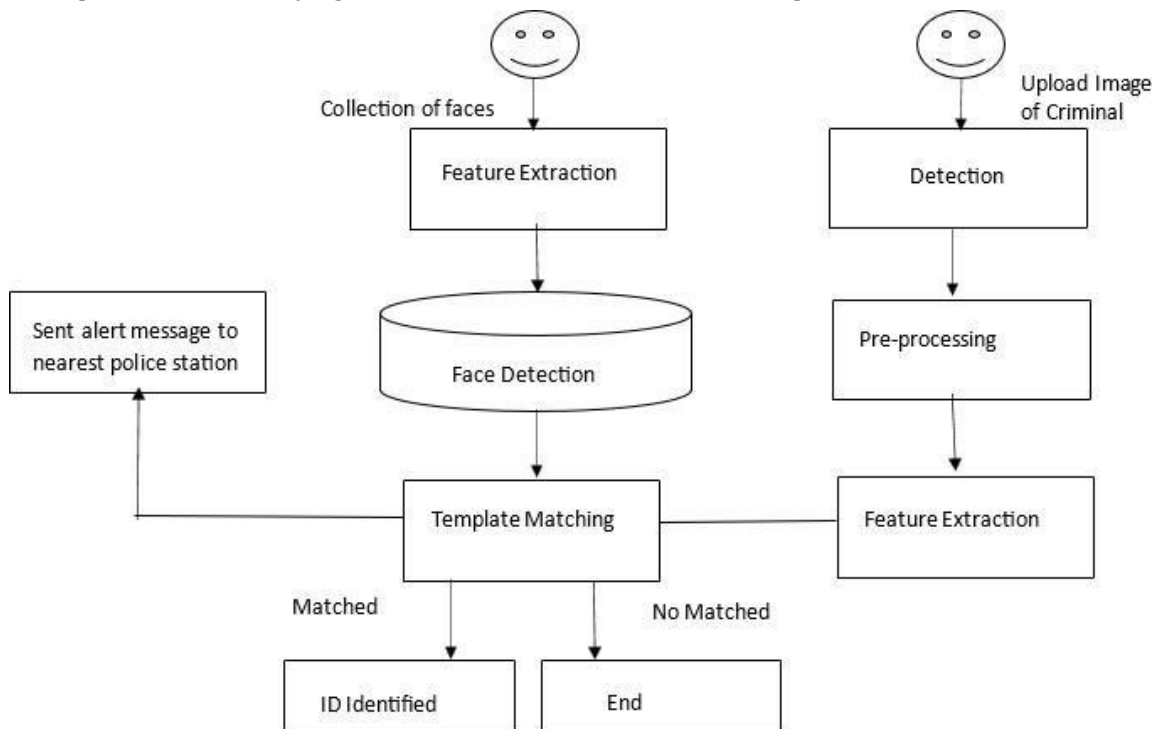 Collection of faces
Upload Image
of Criminal
Feature Extraction
Detection
Sent alert message to
nearest police station
Face Detection
Pre-processing
Template Matching
Feature Extraction
Matched
No Matched
ID Identified
End